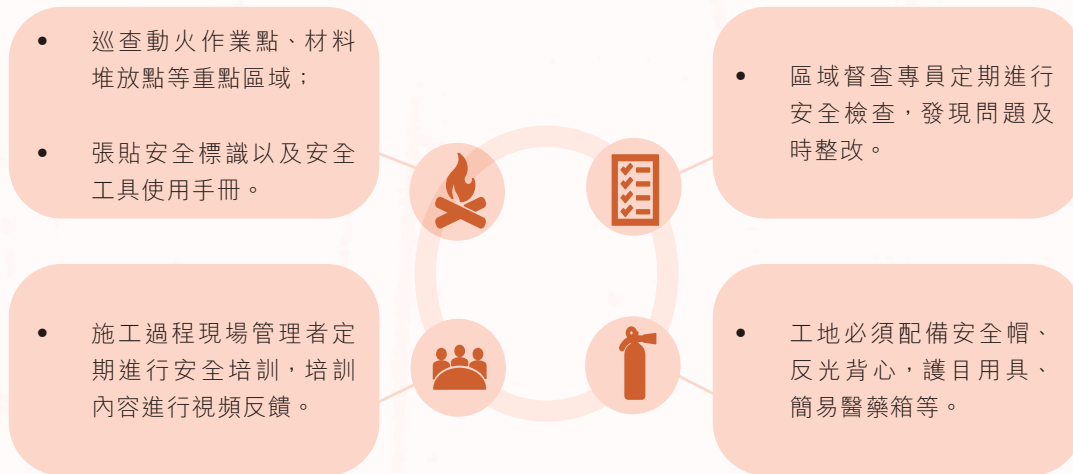 • 巡查動火作業點、材料
堆放點等重點區域；
• 張貼安全標識以及安全
工具使用手冊。
• 區域督查專員定期進行
安全檢查，發現問題及
時整改。
• 施工過程現場管理者定
期進行安全培訓，培訓
內容進行視頻反饋。
• 工地必須配備安全帽、
反光背心，護目用具、
簡易醫藥箱等。